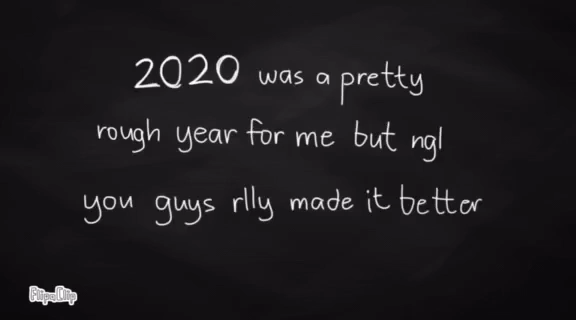 2020 was a pretty
rough year for me but ngl
you guys rlly made it better
FlipaClip